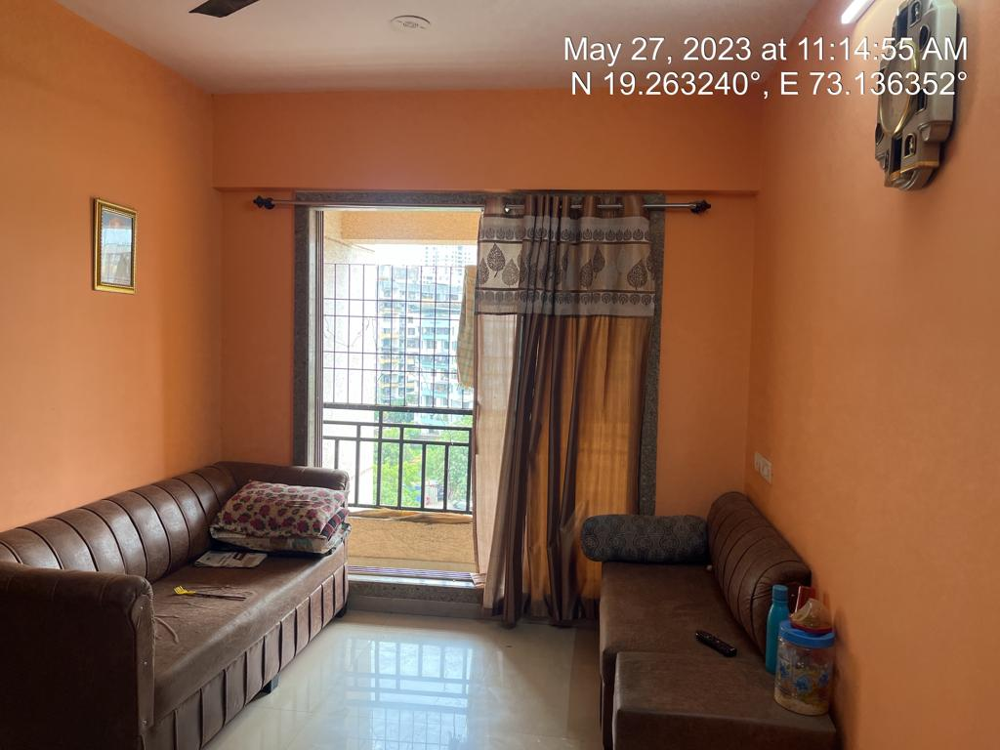 May 27, 2023 at 11:14:55 AM
N 19.263240°, E 73.136352°